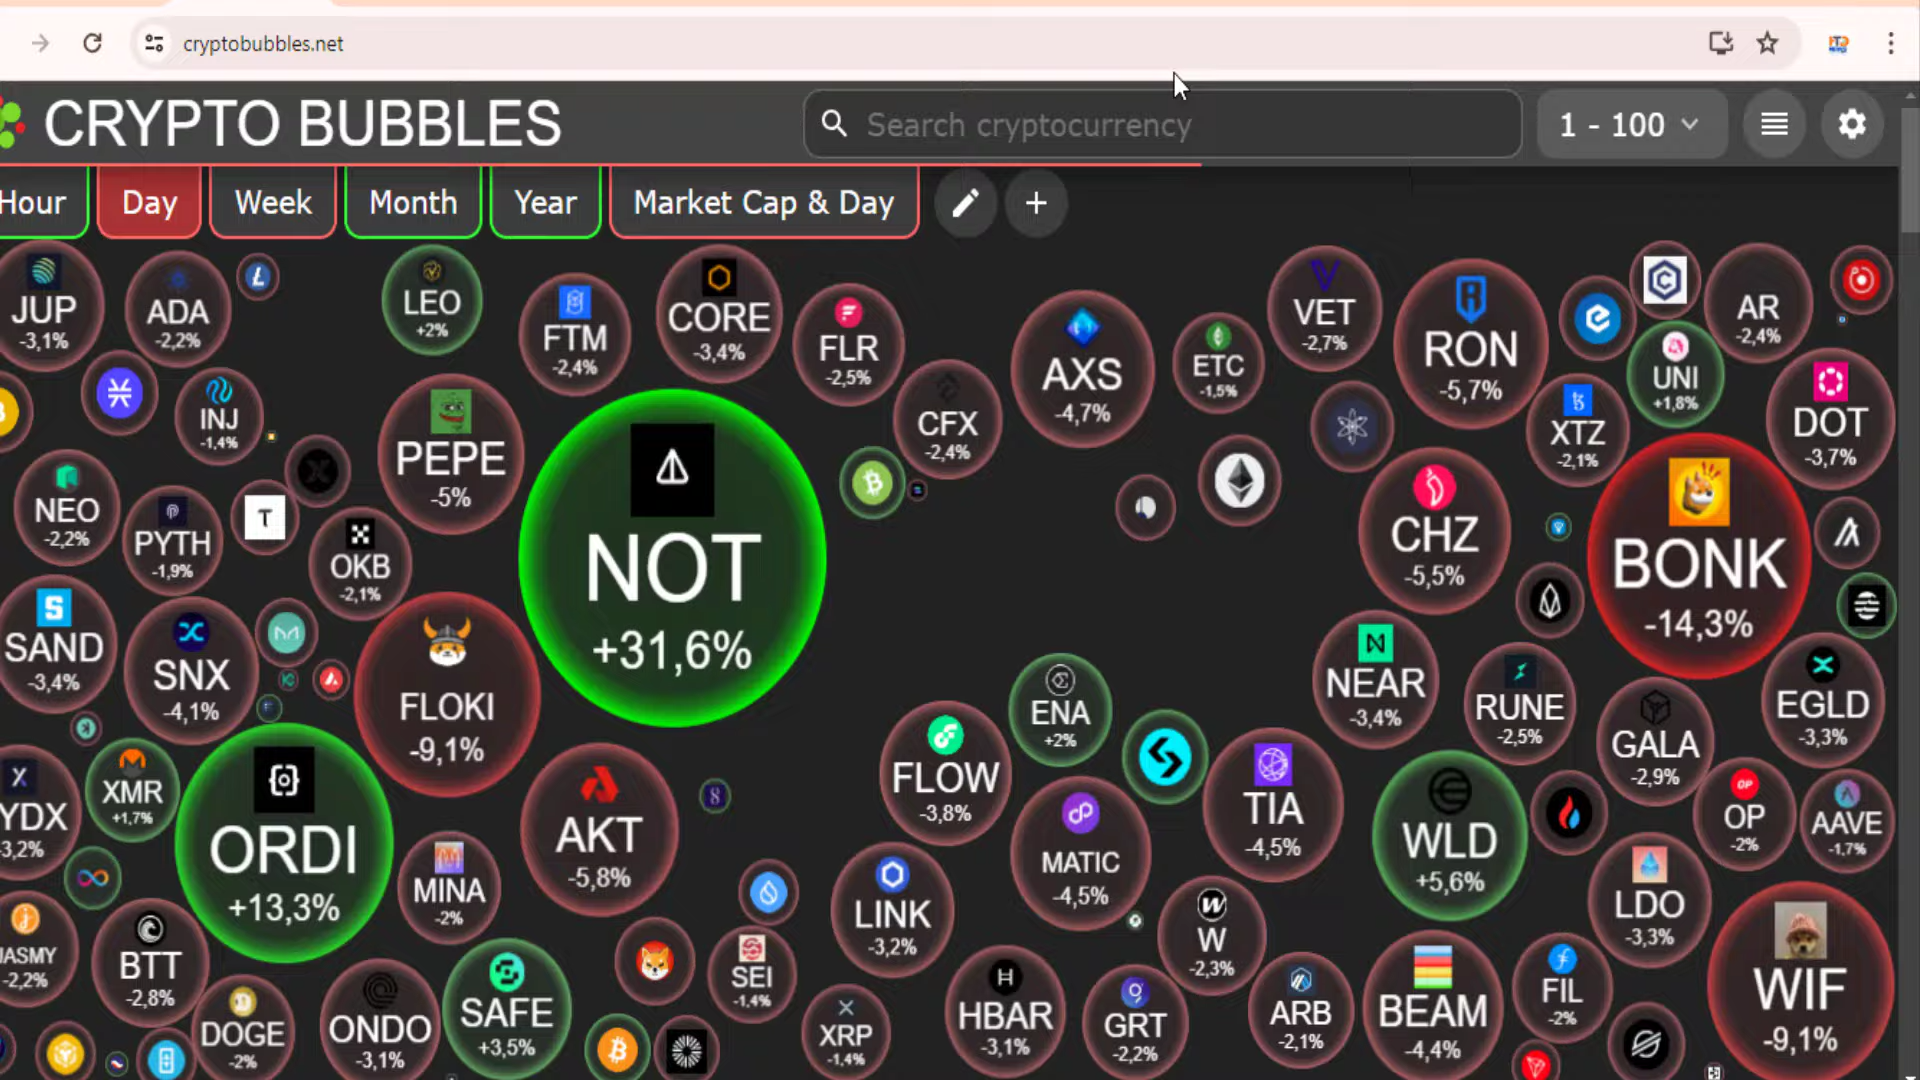 cryptobubbles.net
CRYPTO BUBBLES
Search cryptocurrency
1 - 100
Hour
Day
Week
Month
Year
Market Cap & Day
JUP
-3,1%
ADA
-2,2%
LEO
+2%
FTM
-2,4%
CORE
-3,4%
FLR
-2,5%
AXS
-4,7%
ETC
-1,5%
VET
-2,7%
RON
-5,7%
UNI
+1,8%
AR
-2,4%
INJ
-1,4%
PEPE
-5%
CFX
-2,4%
XTZ
-2,1%
DOT
-3,7%
NEO
-2,2%
PYTH
-1,9%
T
OKB
-2,1%
NOT
+31,6%
CHZ
-5,5%
BONK
-14,3%
SAND
-3,4%
SNX
-4,1%
FLOKI
-9,1%
ENA
+2%
NEAR
-3,4%
RUNE
-2,5%
GALA
-2,9%
EGLD
-3,3%
YDX
-3,2%
XMR
+1,7%
ORDI
+13,3%
AKT
-5,8%
FLOW
-3,8%
MATIC
-4,5%
TIA
-4,5%
WLD
+5,6%
OP
OP
-2%
AAVE
-1,7%
MINA
-2%
LINK
-3,2%
W
-2,3%
LDO
-3,3%
JASMY
-2,2%
BTT
-2,8%
DOGE
-2%
ONDO
-3,1%
SAFE
+3,5%
SEI
-1,4%
XRP
-1,4%
H
HBAR
-3,1%
GRT
-2,2%
ARB
-2,1%
BEAM
-4,4%
FIL
-2%
WIF
-9,1%